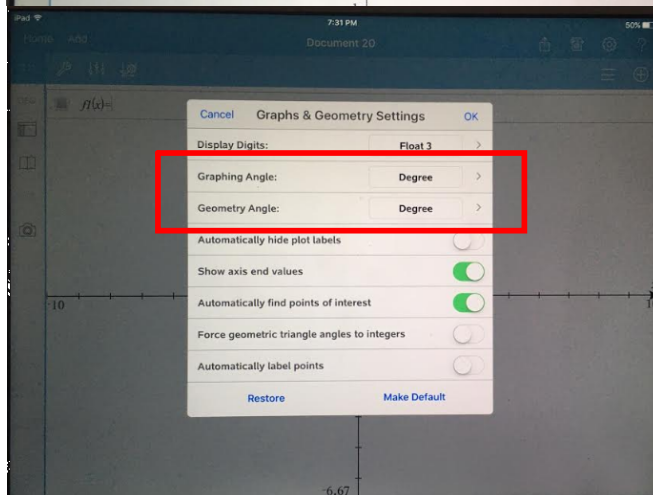 iPad 7:31 PM 50%
Home Add Document 20 ?
f1(x)=
Cancel Graphs & Geometry Settings OK
Display Digits: Float 3 >
Graphing Angle: Degree >
Geometry Angle: Degree >
Automatically hide plot labels
Show axis end values
Automatically find points of interest
-10
Force geometric triangle angles to integers
Automatically label points
Restore Make Default
-6.67